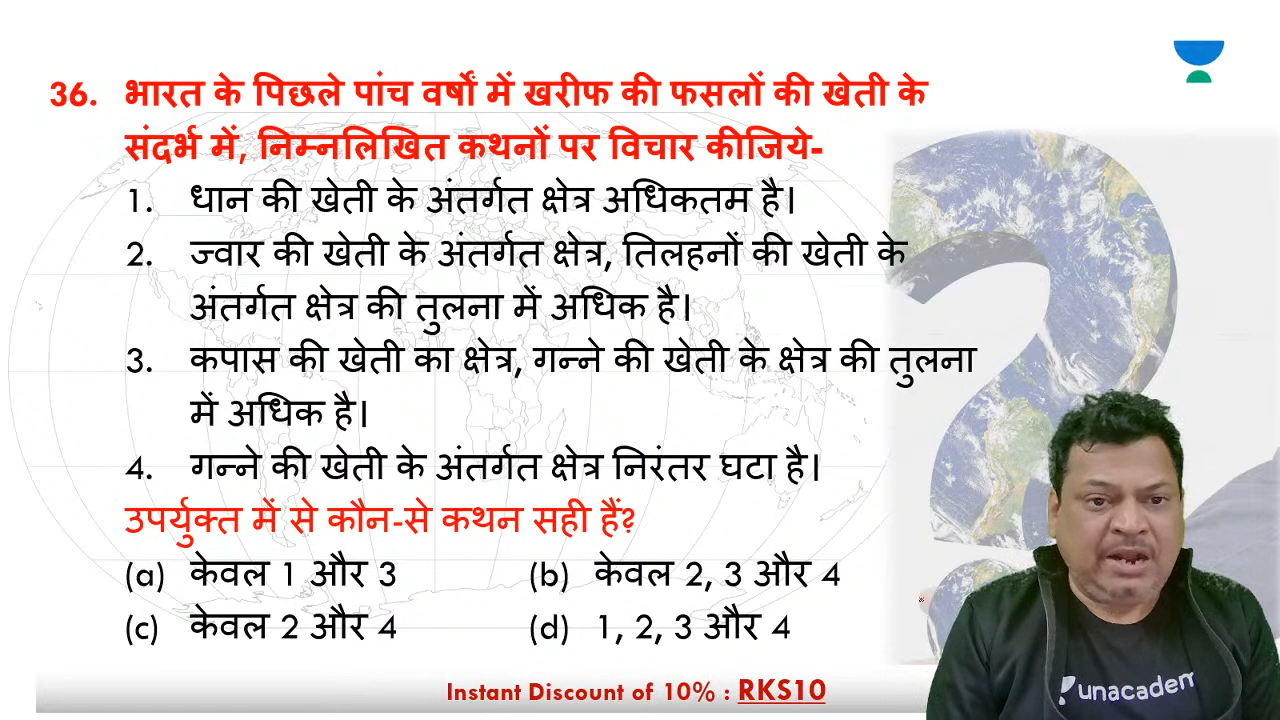 36. भारत के पिछले पांच वर्षों में खरीफ की फसलों की खेती के
संदर्भ में, निम्नलिखित कथनों पर विचार कीजिये-
1. धान की खेती के अंतर्गत क्षेत्र अधिकतम है।
2. ज्वार की खेती के अंतर्गत क्षेत्र, तिलहनों की खेती के
अंतर्गत क्षेत्र की तुलना में अधिक है।
3. कपास की खेती का क्षेत्र, गन्ने की खेती के क्षेत्र की तुलना
में अधिक है।
4. गन्ने की खेती के अंतर्गत क्षेत्र निरंतर घटा है।
उपर्युक्त में से कौन-से कथन सही हैं?
(a) केवल 1 और 3 (b) केवल 2, 3 और 4
(c) केवल 2 और 4 (d) 1, 2, 3 और 4
unacadem
Instant Discount of 10% : RKS10